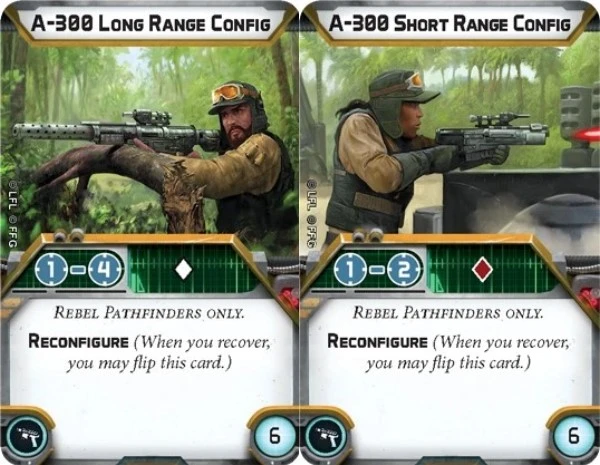 A-300 Long Range Config
©LFL ©FFG
1-4
Rebel Pathfinders only.
Reconfigure (When you recover,
you may flip this card.)
6
A-300 Short Range Config
©LFL ©FFG
1-2
Rebel Pathfinders only.
Reconfigure (When you recover,
you may flip this card.)
6